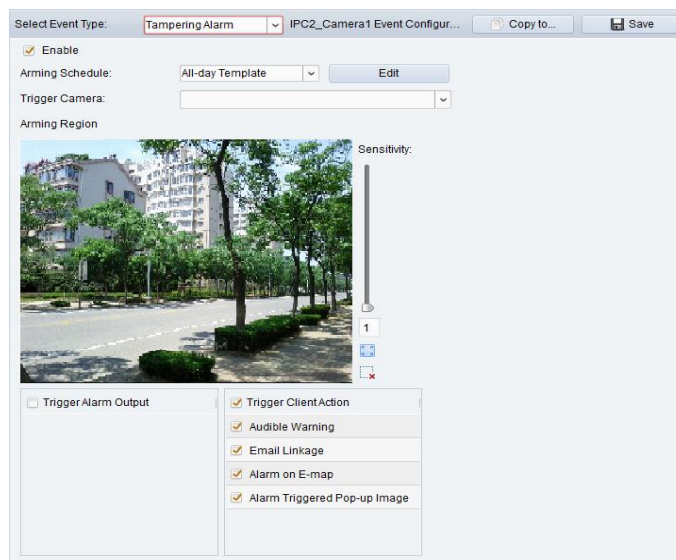 Select Event Type: Tampering Alarm IPC2_Camera1 Event Configur... Copy to... Save
Enable
Arming Schedule: All-day Template Edit
Trigger Camera:
Arming Region
Sensitivity:
1
Trigger Alarm Output
Trigger Client Action
Audible Warning
Email Linkage
Alarm on E-map
Alarm Triggered Pop-up Image